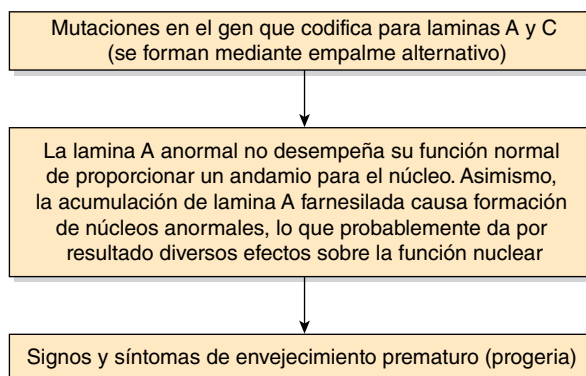 Mutaciones en el gen que codifica para laminas A y C
(se forman mediante empalme alternativo)
La lamina A anormal no desempeña su función normal
de proporcionar un andamio para el núcleo. Asimismo,
la acumulación de lamina A farnesilada causa formación
de núcleos anormales, lo que probablemente da por
resultado diversos efectos sobre la función nuclear
Signos y síntomas de envejecimiento prematuro (progeria)